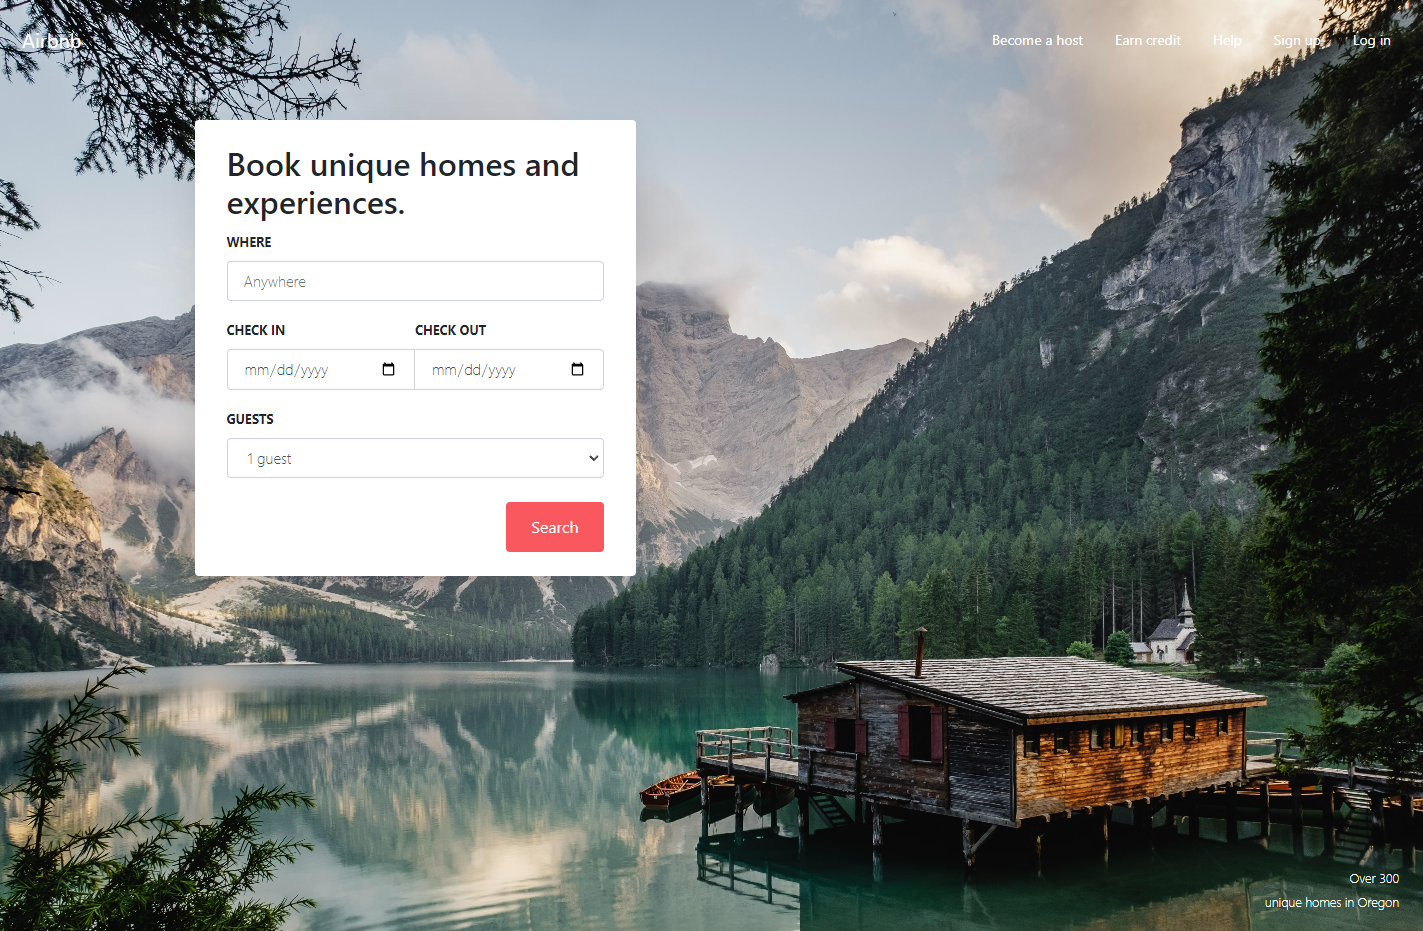 Airbnb
Become a host
Earn credit
Help
Sign up
Log in
Book unique homes and
experiences.
WHERE
Anywhere
CHECK IN
CHECK OUT
mm/dd/yyyy
mm/dd/yyyy
GUESTS
1 guest
Search
Over 300
unique homes in Oregon